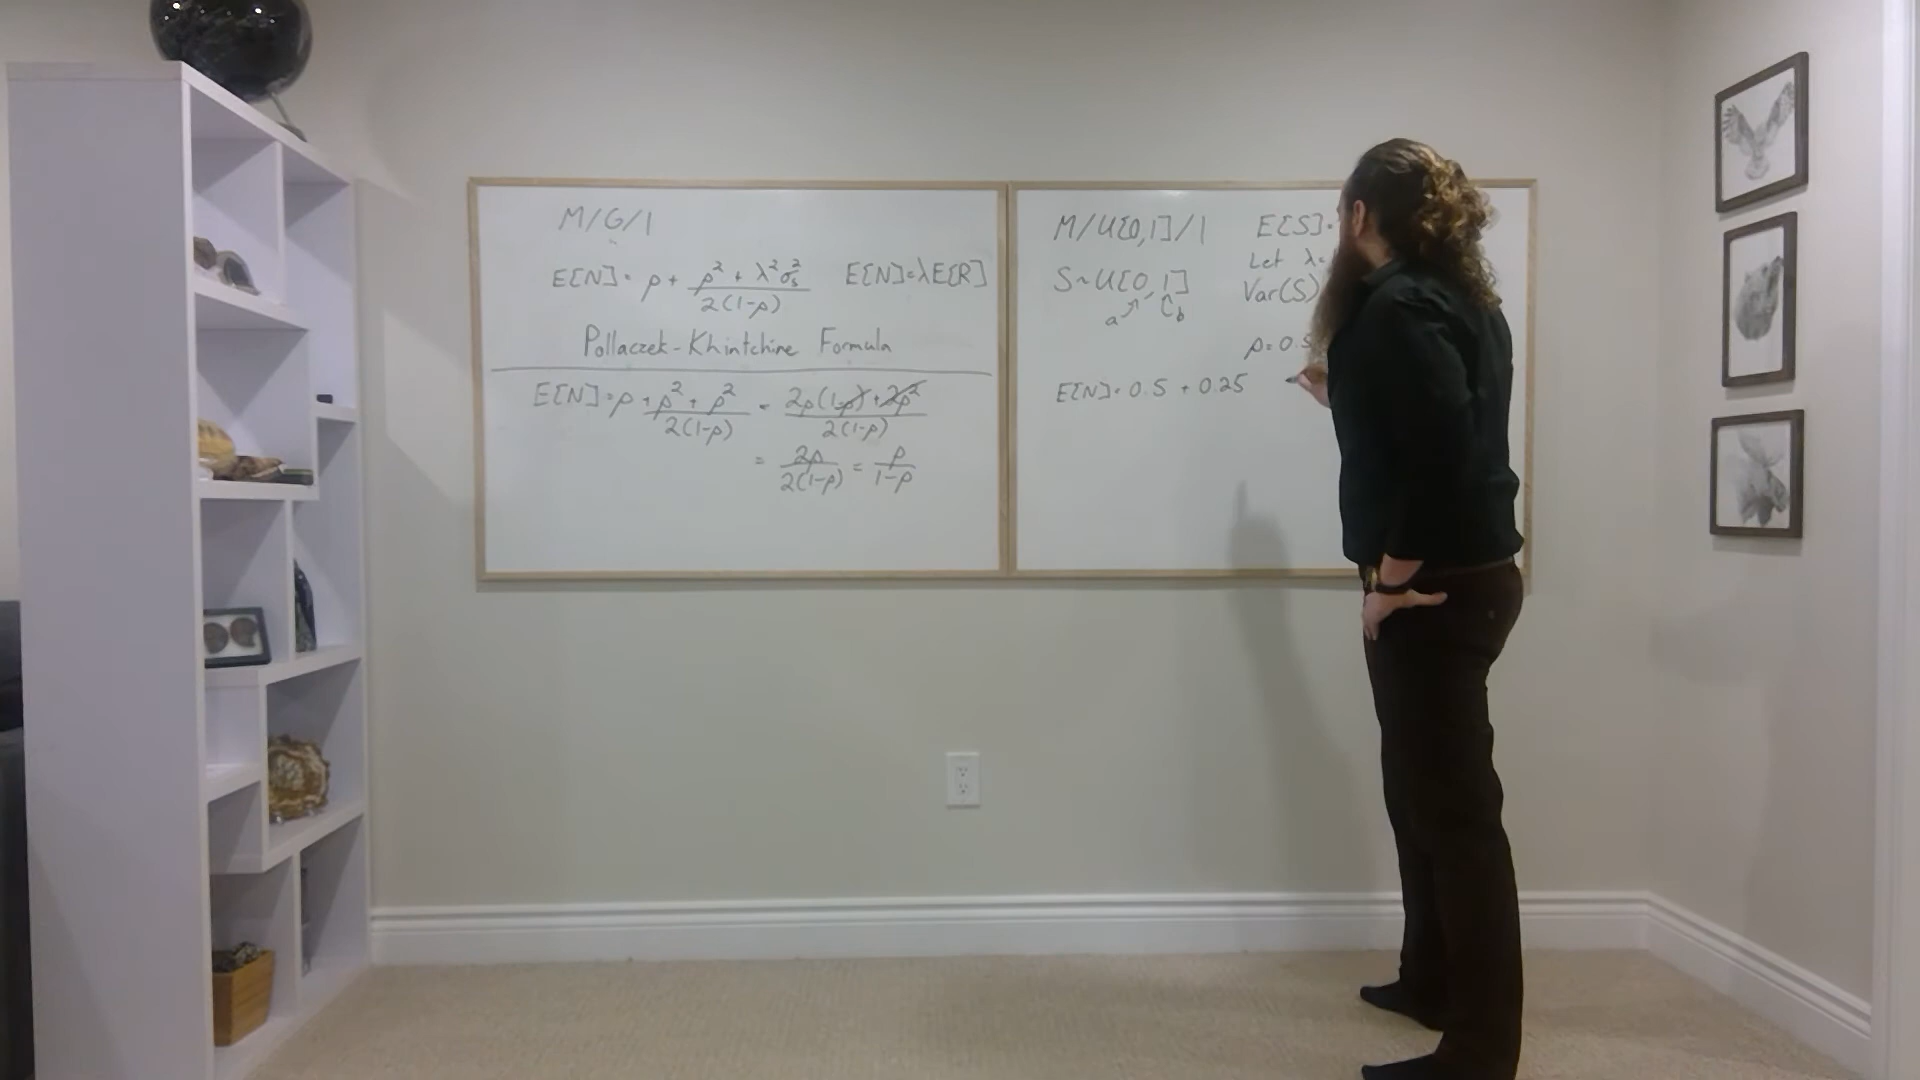 M/G/1
E[N] = ρ + (ρ² + λ²σₛ²)/(2(1-ρ))   E[N]=λE[R]
Pollaczek-Khintchine Formula
E[N] = ρ + (ρ² + ρ²)/(2(1-ρ)) = (2ρ(1-ρ) + 2ρ²)/(2(1-ρ))
= 2ρ/(2(1-ρ)) = ρ/(1-ρ)
M/U[0,1]/1   E[S]=
Let λ=
S~U[0,1]   Var(S)
a   b
ρ=0.5
E[N]=0.5 + 0.25